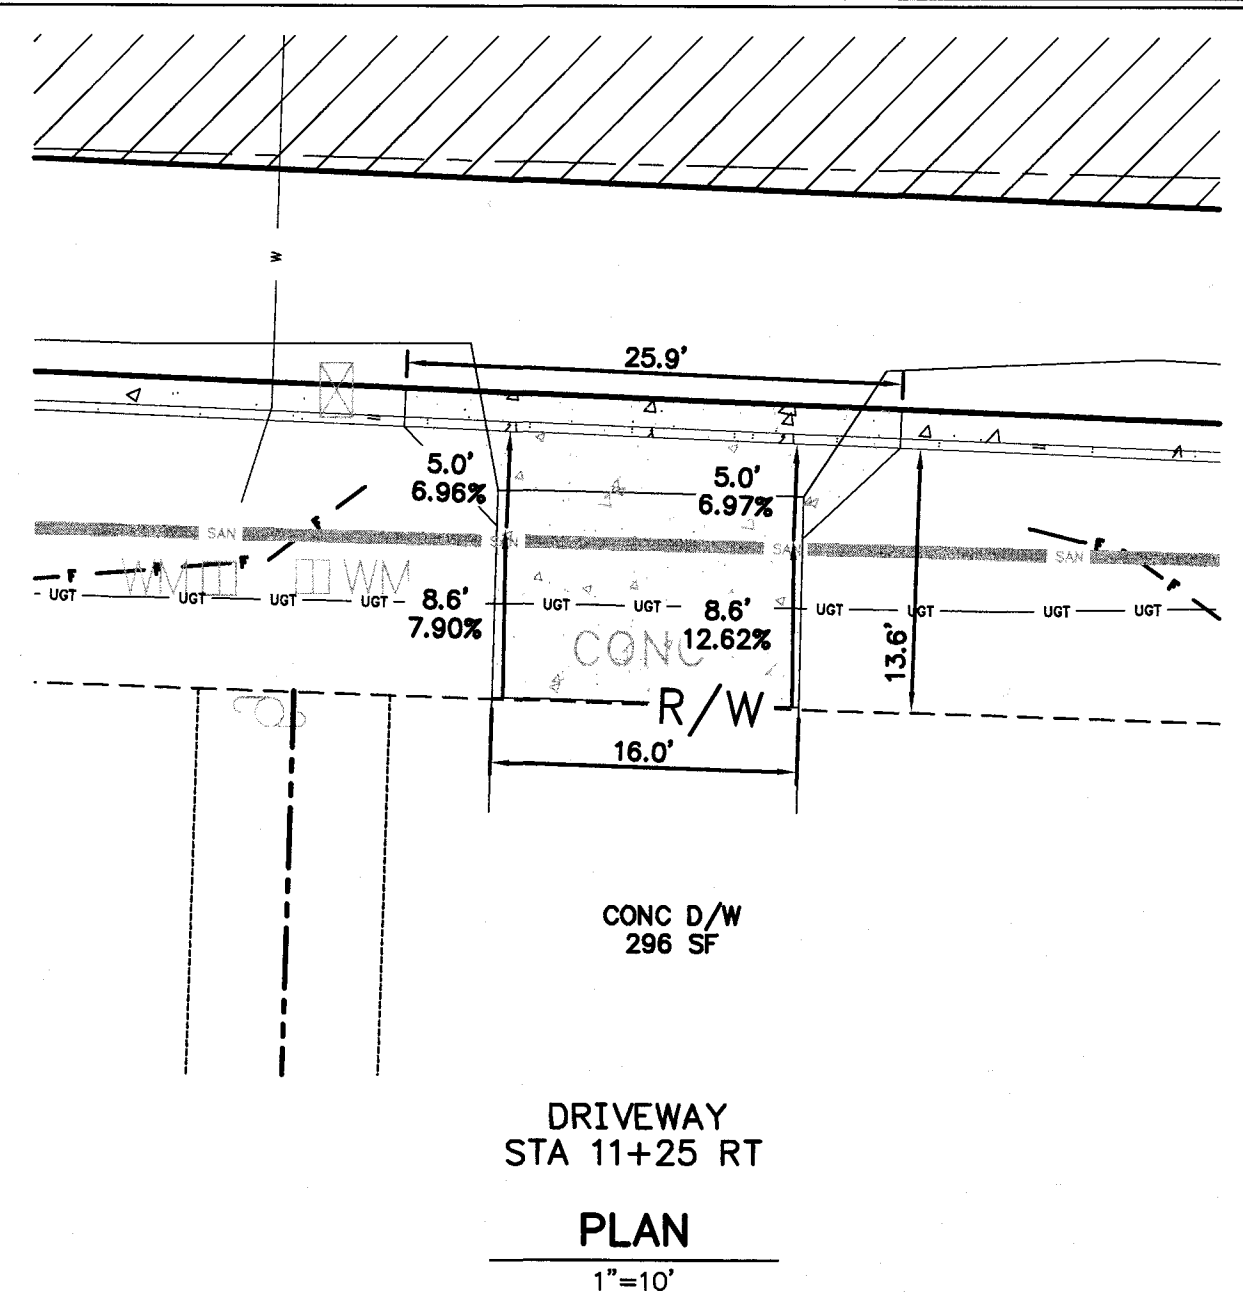 W
25.9'
5.0'
6.96%
5.0'
6.97%
SAN SAN SAN SAN
F F F F F F
WM WM
UGT UGT UGT UGT UGT UGT UGT UGT UGT UGT
8.6'
7.90%
8.6'
12.62%
CONC
13.6'
R/W
16.0'
CONC D/W
296 SF
DRIVEWAY
STA 11+25 RT
PLAN
1"=10'